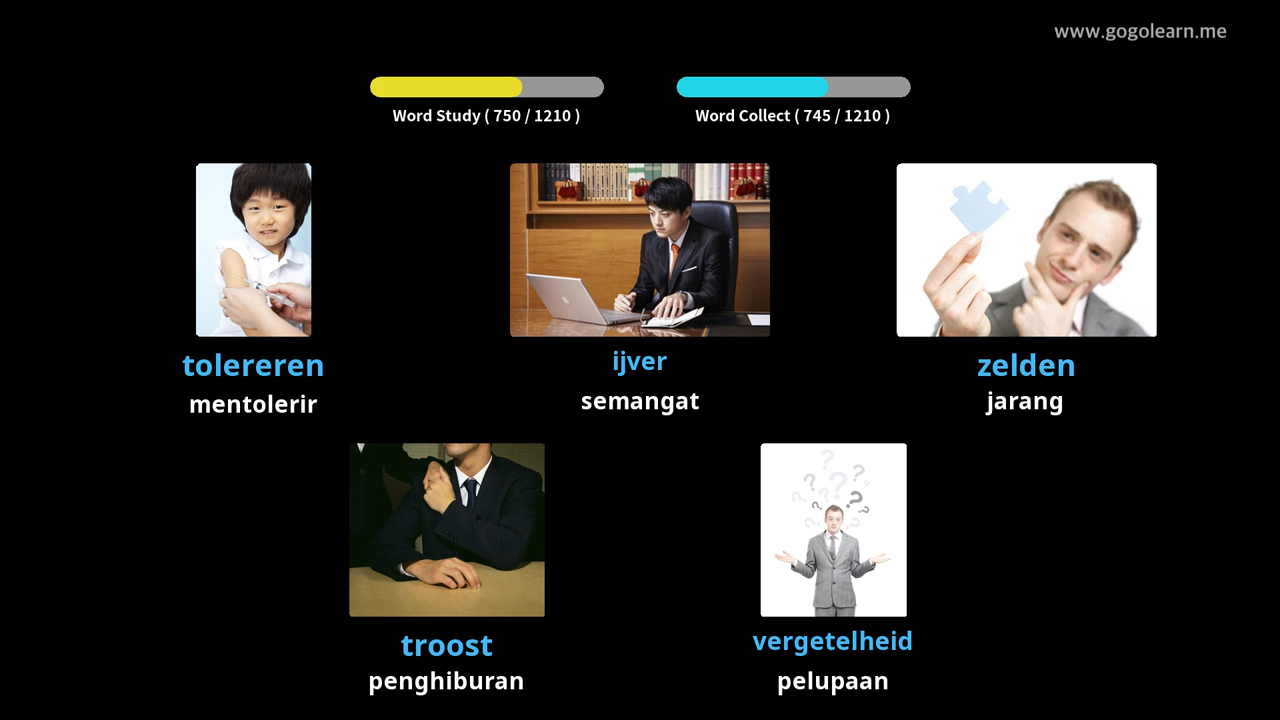 www.gogolearn.me
Word Study ( 750 / 1210 )
Word Collect ( 745 / 1210 )
tolereren
mentolerir
ijver
semangat
zelden
jarang
troost
penghiburan
vergetelheid
pelupaan